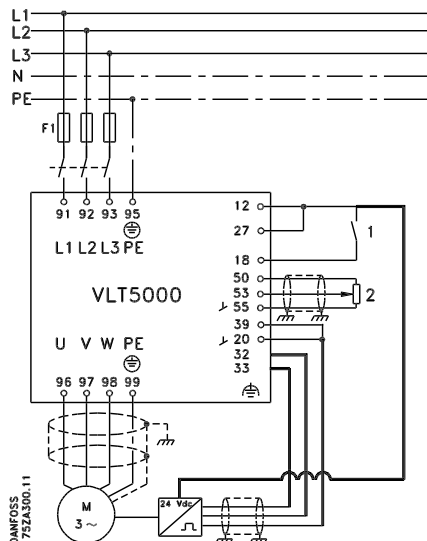 L1
L2
L3
N
PE
F1
91 92 93 95
12
27
L1 L2 L3 PE
18
1
50
VLT5000
53
2
55
39
U V W PE
20
32
33
96 97 98 99
M
3 ~
24 Vdc
DANFOSS
75ZA300.11